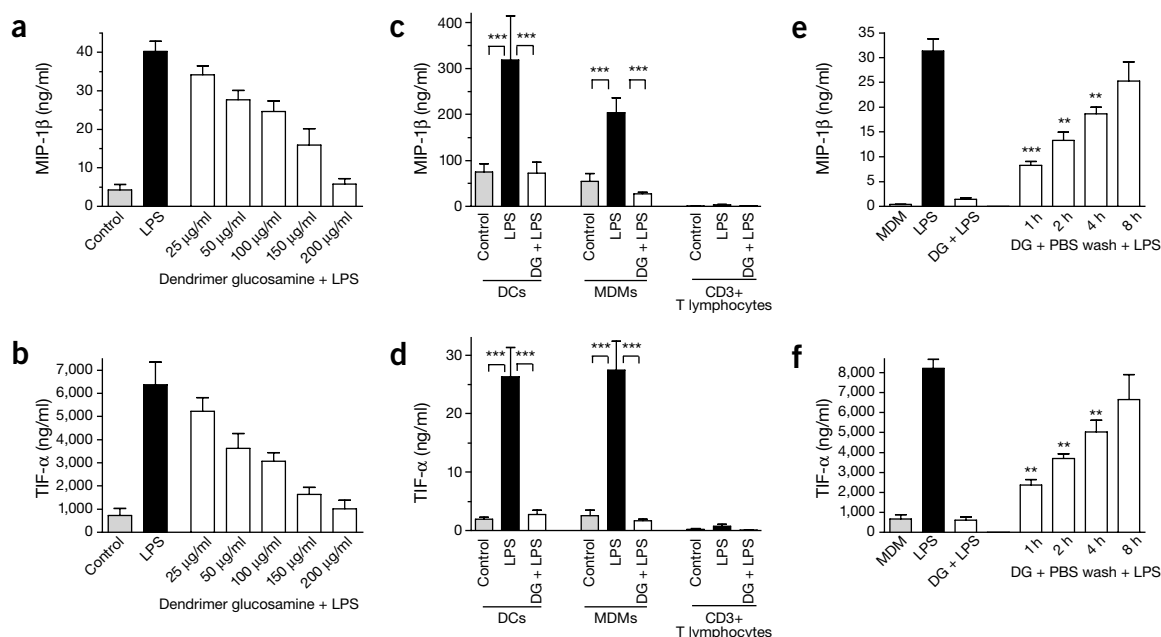 a
MIP-1β (ng/ml)
40
30
20
10
0
Control
LPS
25 µg/ml
50 µg/ml
100 µg/ml
150 µg/ml
200 µg/ml
Dendrimer glucosamine + LPS
c
MIP-1β (ng/ml)
400
300
200
100
0
*** ***
*** ***
Control
LPS
DG + LPS
Control
LPS
DG + LPS
Control
LPS
DG + LPS
DCs
MDMs
CD3+
T lymphocytes
e
MIP-1β (ng/ml)
35
30
25
20
15
10
5
0
***
**
**
MDM
LPS
DG + LPS
1 h
2 h
4 h
8 h
DG + PBS wash + LPS
b
TIF-α (ng/ml)
7,000
6,000
5,000
4,000
3,000
2,000
1,000
0
Control
LPS
25 µg/ml
50 µg/ml
100 µg/ml
150 µg/ml
200 µg/ml
Dendrimer glucosamine + LPS
d
TIF-α (ng/ml)
30
20
10
0
*** ***
*** ***
Control
LPS
DG + LPS
Control
LPS
DG + LPS
Control
LPS
DG + LPS
DCs
MDMs
CD3+
T lymphocytes
f
TIF-α (ng/ml)
8,000
7,000
6,000
5,000
4,000
3,000
2,000
1,000
0
**
**
**
MDM
LPS
DG + LPS
1 h
2 h
4 h
8 h
DG + PBS wash + LPS